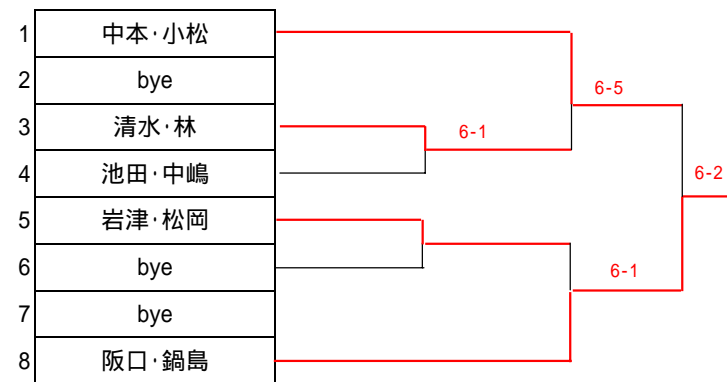 1 中本・小松
2 bye
3 清水・林
4 池田・中嶋
5 岩津・松岡
6 bye
7 bye
8 阪口・鍋島
6-5
6-1
6-2
6-1